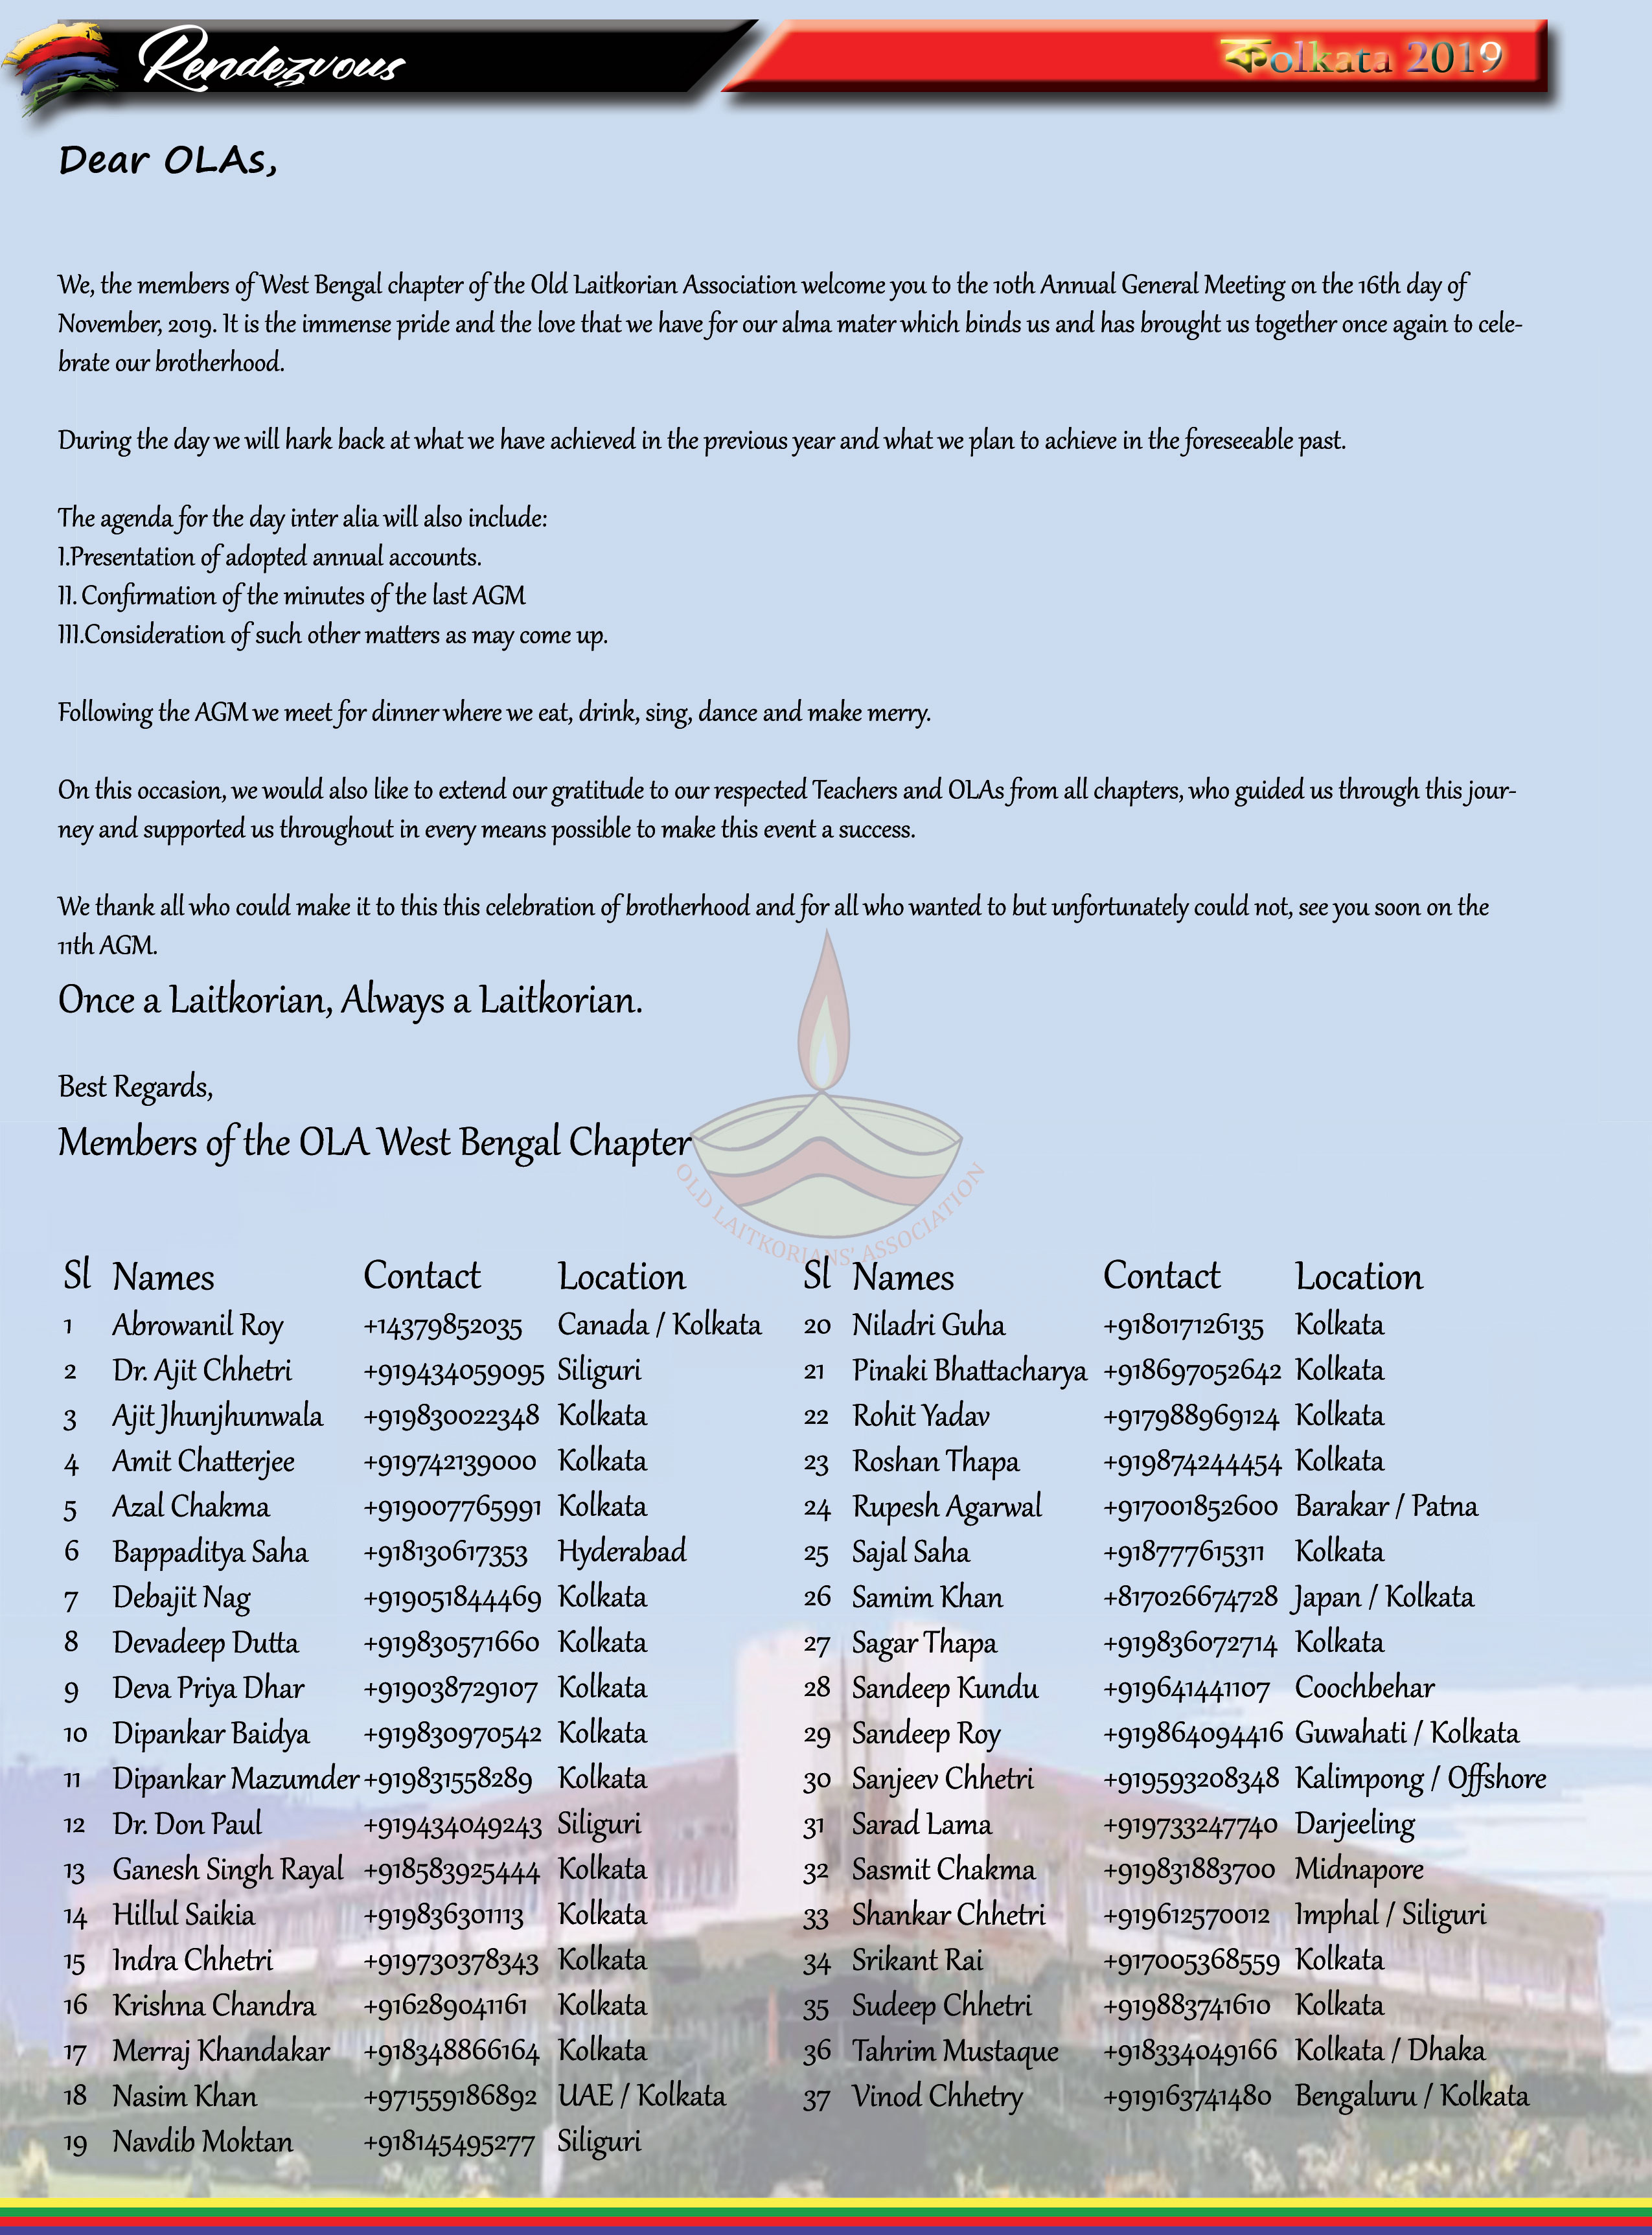 Rendezvous
কolkata 2019
Dear OLAs,
We, the members of West Bengal chapter of the Old Laitkorian Association welcome you to the 10th Annual General Meeting on the 16th day of
November, 2019. It is the immense pride and the love that we have for our alma mater which binds us and has brought us together once again to cele-
brate our brotherhood.
During the day we will hark back at what we have achieved in the previous year and what we plan to achieve in the foreseeable past.
The agenda for the day inter alia will also include:
I.Presentation of adopted annual accounts.
II. Confirmation of the minutes of the last AGM
III.Consideration of such other matters as may come up.
Following the AGM we meet for dinner where we eat, drink, sing, dance and make merry.
On this occasion, we would also like to extend our gratitude to our respected Teachers and OLAs from all chapters, who guided us through this jour-
ney and supported us throughout in every means possible to make this event a success.
We thank all who could make it to this this celebration of brotherhood and for all who wanted to but unfortunately could not, see you soon on the
11th AGM.
Once a Laitkorian, Always a Laitkorian.
Best Regards,
Members of the OLA West Bengal Chapter
OLD LAITKORIANS' ASSOCIATION
Sl Names Contact Location
1 Abrowanil Roy +14379852035 Canada / Kolkata
2 Dr. Ajit Chhetri +919434059095 Siliguri
3 Ajit Jhunjhunwala +919830022348 Kolkata
4 Amit Chatterjee +919742139000 Kolkata
5 Azal Chakma +919007765991 Kolkata
6 Bappaditya Saha +918130617353 Hyderabad
7 Debajit Nag +919051844469 Kolkata
8 Devadeep Dutta +919830571660 Kolkata
9 Deva Priya Dhar +919038729107 Kolkata
10 Dipankar Baidya +919830970542 Kolkata
11 Dipankar Mazumder +919831558289 Kolkata
12 Dr. Don Paul +919434049243 Siliguri
13 Ganesh Singh Rayal +918583925444 Kolkata
14 Hillul Saikia +919836301113 Kolkata
15 Indra Chhetri +919730378343 Kolkata
16 Krishna Chandra +916289041161 Kolkata
17 Merraj Khandakar +918348866164 Kolkata
18 Nasim Khan +971559186892 UAE / Kolkata
19 Navdib Moktan +918145495277 Siliguri
Sl Names Contact Location
20 Niladri Guha +918017126135 Kolkata
21 Pinaki Bhattacharya +918697052642 Kolkata
22 Rohit Yadav +917988969124 Kolkata
23 Roshan Thapa +919874244454 Kolkata
24 Rupesh Agarwal +917001852600 Barakar / Patna
25 Sajal Saha +918777615311 Kolkata
26 Samim Khan +817026674728 Japan / Kolkata
27 Sagar Thapa +919836072714 Kolkata
28 Sandeep Kundu +919641441107 Coochbehar
29 Sandeep Roy +919864094416 Guwahati / Kolkata
30 Sanjeev Chhetri +919593208348 Kalimpong / Offshore
31 Sarad Lama +919733247740 Darjeeling
32 Sasmit Chakma +919831883700 Midnapore
33 Shankar Chhetri +919612570012 Imphal / Siliguri
34 Srikant Rai +917005368559 Kolkata
35 Sudeep Chhetri +919883741610 Kolkata
36 Tahrim Mustaque +918334049166 Kolkata / Dhaka
37 Vinod Chhetry +919163741480 Bengaluru / Kolkata